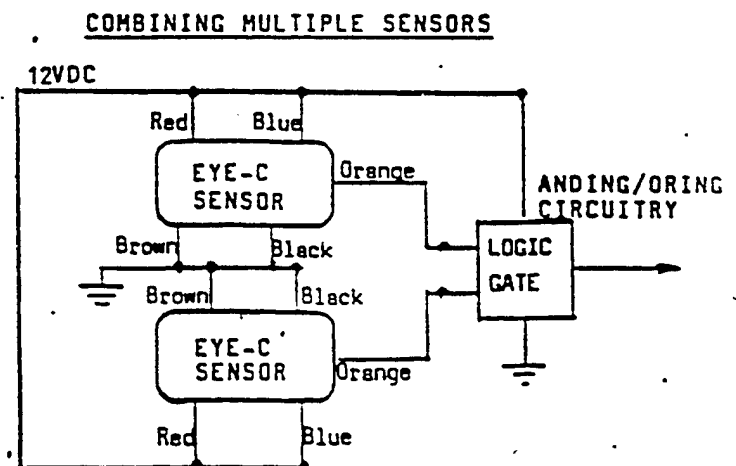 COMBINING MULTIPLE SENSORS
12VDC
Red Blue
EYE-C
SENSOR
Orange
ANDING/ORING
CIRCUITRY
Brown Black
LOGIC
GATE
Brown Black
EYE-C
SENSOR
Orange
Red Blue